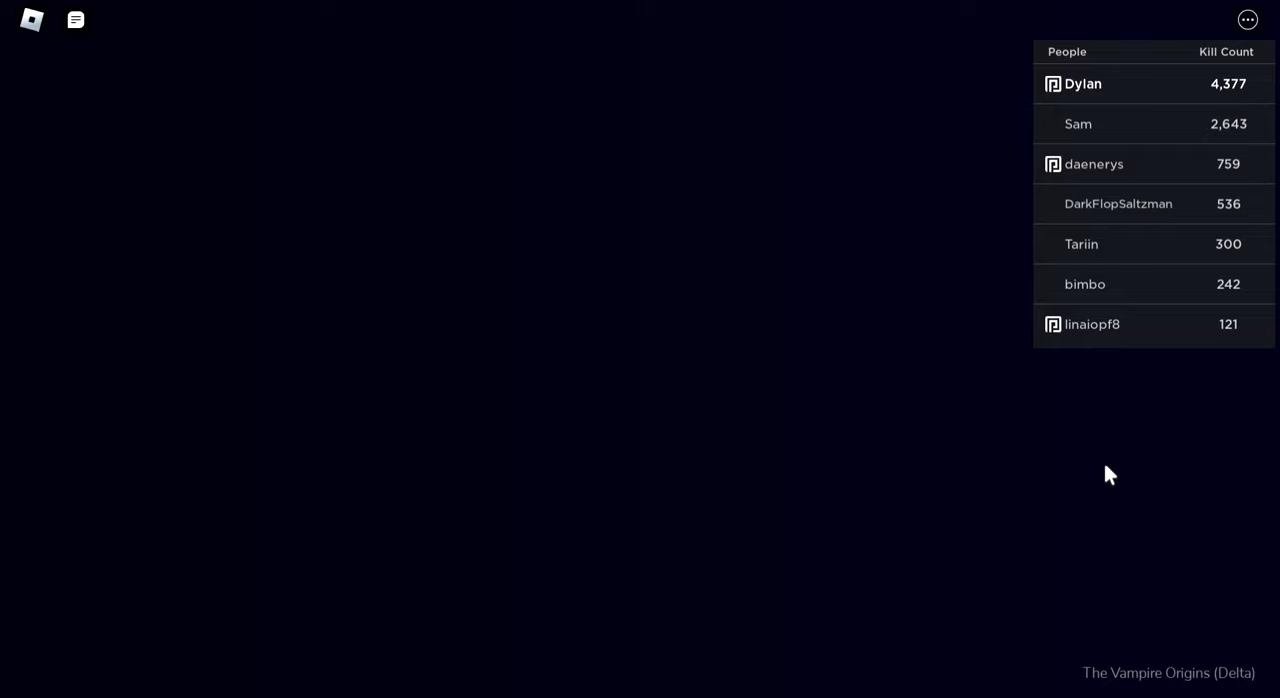 People Kill Count
Dylan 4,377
Sam 2,643
daenerys 759
DarkFlopSaltzman 536
Tariin 300
bimbo 242
linaiopf8 121
The Vampire Origins (Delta)